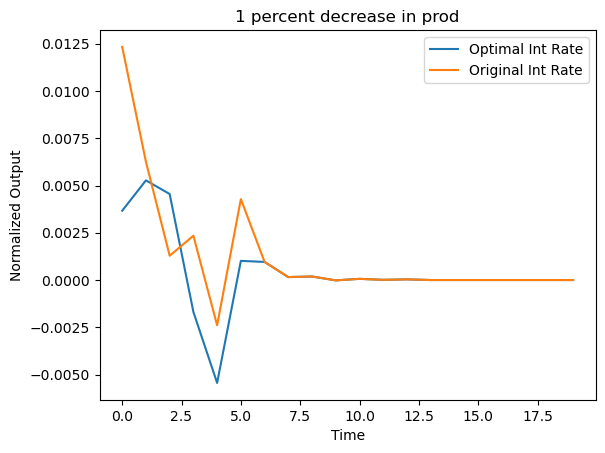 1 percent decrease in prod
Optimal Int Rate
Original Int Rate
Normalized Output
0.0125
0.0100
0.0075
0.0050
0.0025
0.0000
−0.0025
−0.0050
0.0 2.5 5.0 7.5 10.0 12.5 15.0 17.5
Time